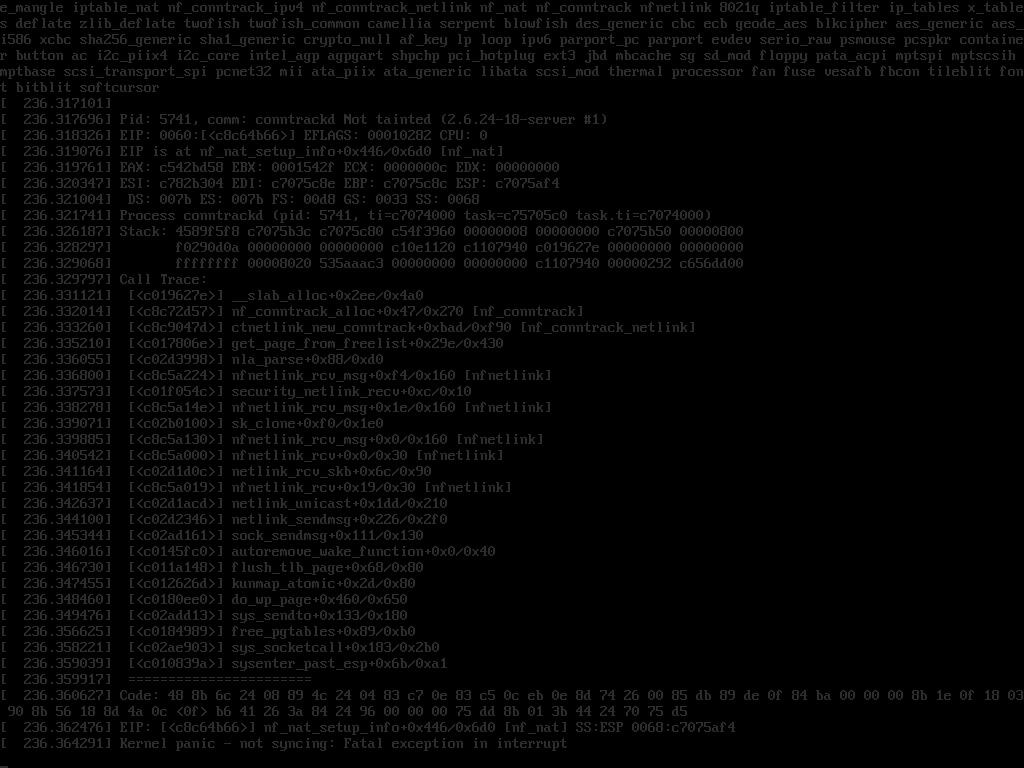 e_mangle iptable_nat nf_conntrack_ipv4 nf_conntrack_netlink nf_nat nf_conntrack nfnetlink 8021q iptable_filter ip_tables x_table
s deflate zlib_deflate twofish twofish_common camellia serpent blowfish des_generic cbc ecb geode_aes blkcipher aes_generic aes_
i586 xcbc sha256_generic sha1_generic crypto_null af_key lp loop ipv6 parport_pc parport evdev serio_raw psmouse pcspkr containe
r button ac i2c_piix4 i2c_core intel_agp agpgart shpchp pci_hotplug ext3 jbd mbcache sg sd_mod floppy pata_acpi mptspi mptscsih
mptbase scsi_transport_spi pcnet32 mii ata_piix ata_generic libata scsi_mod thermal processor fan fuse vesafb fbcon tileblit fon
t bitblit softcursor
[  236.317101]
[  236.317696] Pid: 5741, comm: conntrackd Not tainted (2.6.24-18-server #1)
[  236.318326] EIP: 0060:[<c8c64b66>] EFLAGS: 00010282 CPU: 0
[  236.319076] EIP is at nf_nat_setup_info+0x446/0x6d0 [nf_nat]
[  236.319761] EAX: c542bd58 EBX: 0001542f ECX: 0000000c EDX: 00000000
[  236.320347] ESI: c782b304 EDI: c7075c8e EBP: c7075c8c ESP: c7075af4
[  236.321004]  DS: 007b ES: 007b FS: 00d8 GS: 0033 SS: 0068
[  236.321741] Process conntrackd (pid: 5741, ti=c7074000 task=c75705c0 task.ti=c7074000)
[  236.326187] Stack: 4589f5f8 c7075b3c c7075c80 c54f3960 00000008 00000000 c7075b50 00000800
[  236.328297]        f0290d0a 00000000 00000000 c10e1120 c1107940 c019627e 00000000 00000000
[  236.329068]        ffffffff 00008020 535aaac3 00000000 00000000 c1107940 00000292 c656dd00
[  236.329797] Call Trace:
[  236.331121]  [<c019627e>] __slab_alloc+0x2ee/0x4a0
[  236.332014]  [<c8c72d57>] nf_conntrack_alloc+0x47/0x270 [nf_conntrack]
[  236.333260]  [<c8c9047d>] ctnetlink_new_conntrack+0xbad/0xf90 [nf_conntrack_netlink]
[  236.335210]  [<c017806e>] get_page_from_freelist+0x29e/0x430
[  236.336055]  [<c02d3998>] nla_parse+0x88/0xd0
[  236.336800]  [<c8c5a224>] nfnetlink_rcv_msg+0xf4/0x160 [nfnetlink]
[  236.337573]  [<c01f054c>] security_netlink_recv+0xc/0x10
[  236.338278]  [<c8c5a14e>] nfnetlink_rcv_msg+0x1e/0x160 [nfnetlink]
[  236.339071]  [<c02b0100>] sk_clone+0xf0/0x1e0
[  236.339885]  [<c8c5a130>] nfnetlink_rcv_msg+0x0/0x160 [nfnetlink]
[  236.340542]  [<c8c5a000>] nfnetlink_rcv+0x0/0x30 [nfnetlink]
[  236.341164]  [<c02d1d0c>] netlink_rcv_skb+0x6c/0x90
[  236.341854]  [<c8c5a019>] nfnetlink_rcv+0x19/0x30 [nfnetlink]
[  236.342637]  [<c02d1acd>] netlink_unicast+0x1dd/0x210
[  236.344100]  [<c02d2346>] netlink_sendmsg+0x226/0x2f0
[  236.345344]  [<c02ad161>] sock_sendmsg+0x111/0x130
[  236.346016]  [<c0145fc0>] autoremove_wake_function+0x0/0x40
[  236.346730]  [<c011a148>] flush_tlb_page+0x68/0x80
[  236.347455]  [<c012626d>] kunmap_atomic+0x2d/0x80
[  236.348460]  [<c0180ee0>] do_wp_page+0x460/0x650
[  236.349476]  [<c02add13>] sys_sendto+0x133/0x180
[  236.356625]  [<c0184989>] free_pgtables+0x89/0xb0
[  236.358221]  [<c02ae903>] sys_socketcall+0x183/0x2b0
[  236.359039]  [<c010839a>] sysenter_past_esp+0x6b/0xa1
[  236.359917]  =======================
[  236.360627] Code: 48 8b 6c 24 08 89 4c 24 04 83 c7 0e 83 c5 0c eb 0e 8d 74 26 00 85 db 89 de 0f 84 ba 00 00 00 8b 1e 0f 18 03
 90 8b 56 18 8d 4a 0c <0f> b6 41 26 3a 84 24 96 00 00 00 75 dd 8b 01 3b 44 24 70 75 d5
[  236.362476] EIP: [<c8c64b66>] nf_nat_setup_info+0x446/0x6d0 [nf_nat] SS:ESP 0068:c7075af4
[  236.364291] Kernel panic - not syncing: Fatal exception in interrupt